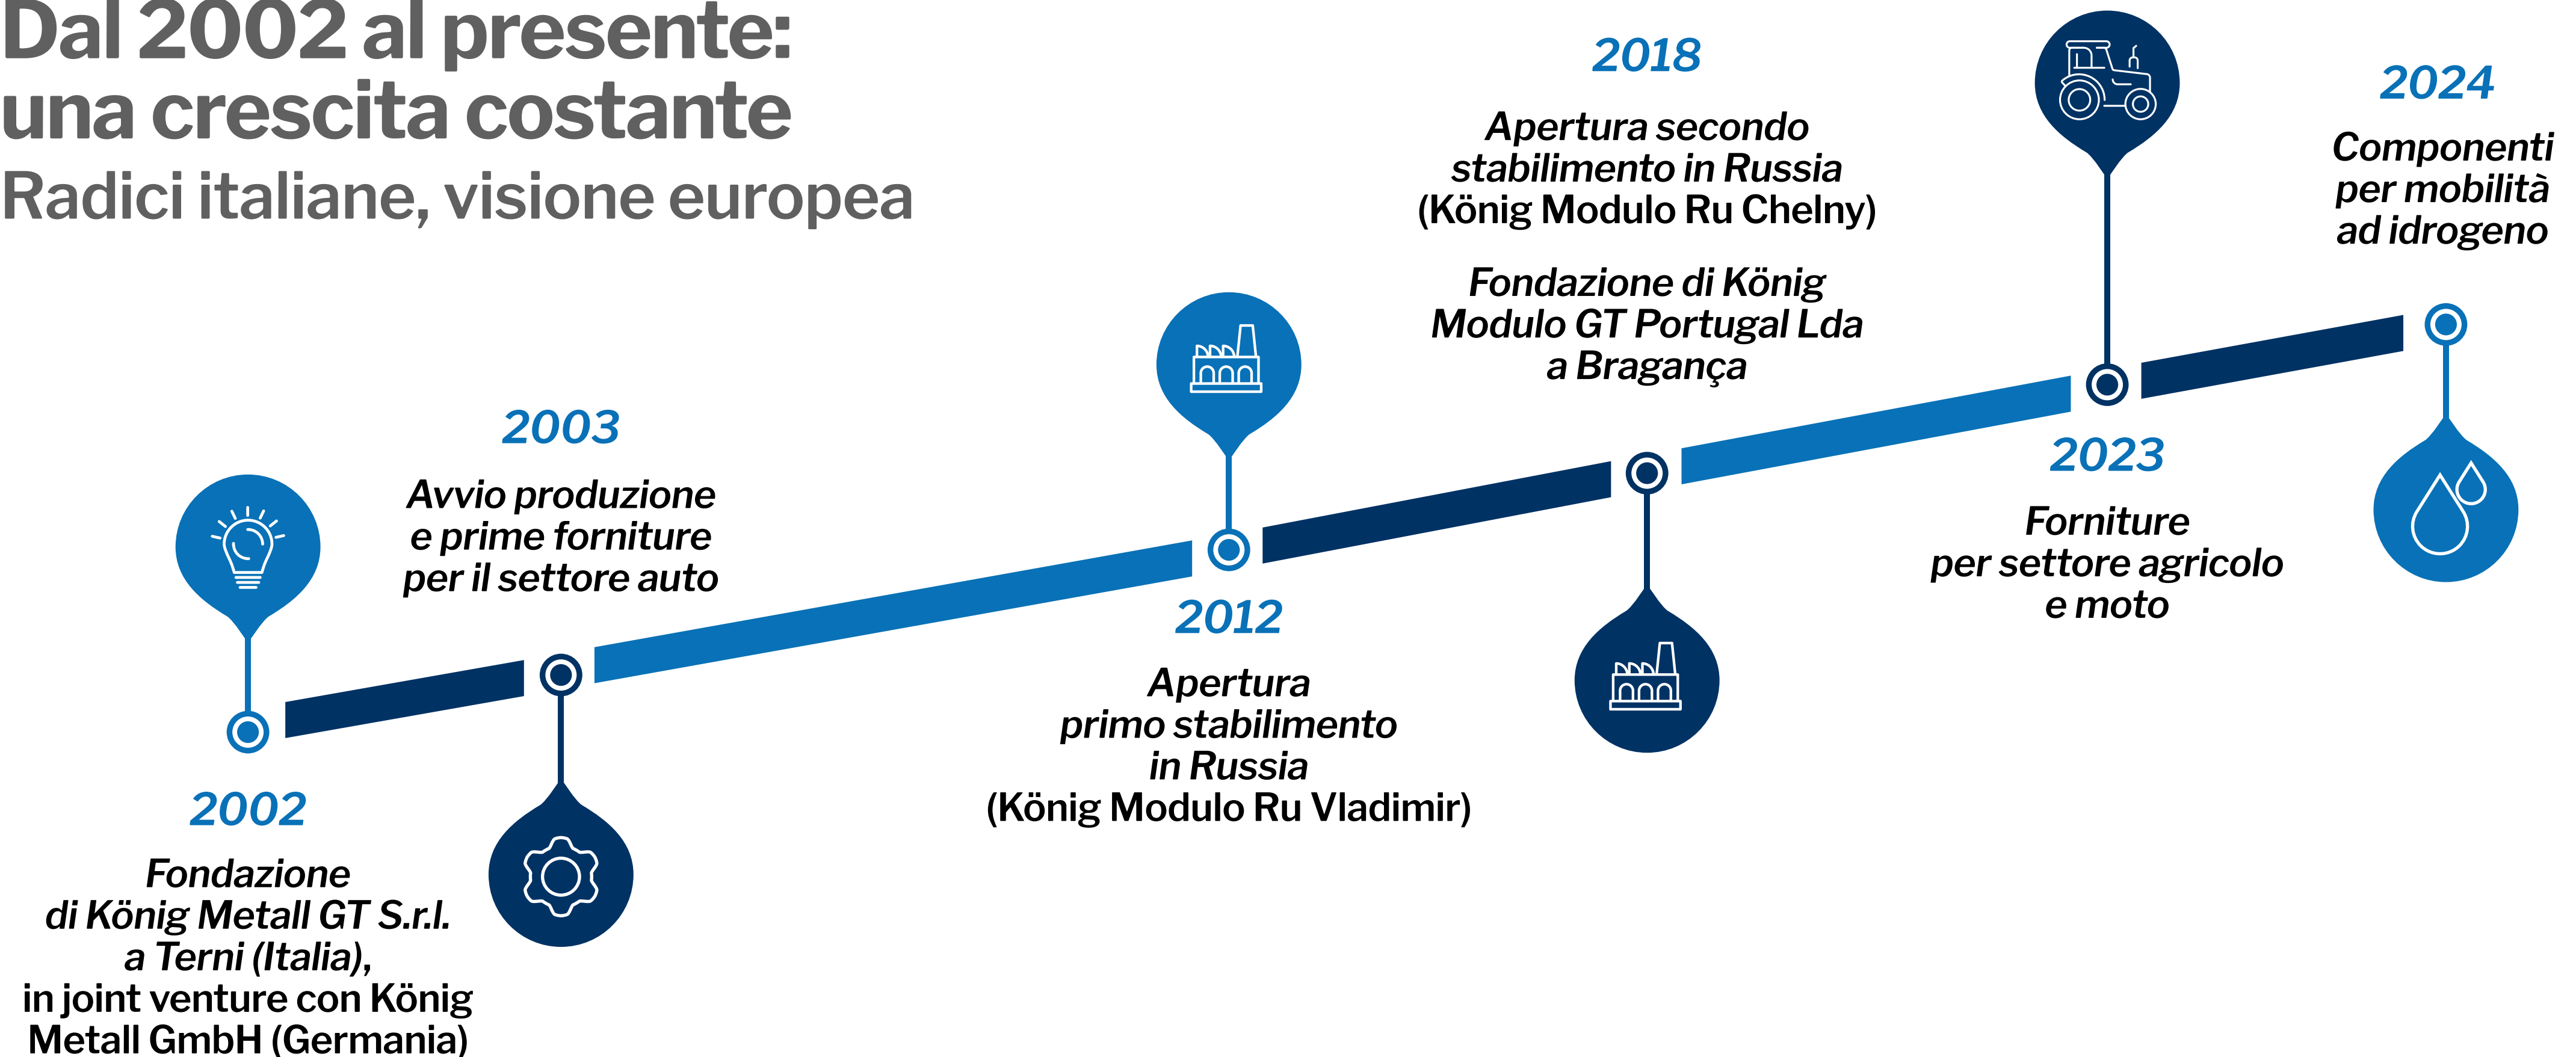 Dal 2002 al presente:
una crescita costante
Radici italiane, visione europea
2002
Fondazione
di König Metall GT S.r.l.
a Terni (Italia),
in joint venture con König
Metall GmbH (Germania)
2003
Avvio produzione
e prime forniture
per il settore auto
2012
Apertura
primo stabilimento
in Russia
(König Modulo Ru Vladimir)
2018
Apertura secondo
stabilimento in Russia
(König Modulo Ru Chelny)
Fondazione di König
Modulo GT Portugal Lda
a Bragança
2023
Forniture
per settore agricolo
e moto
2024
Componenti
per mobilità
ad idrogeno